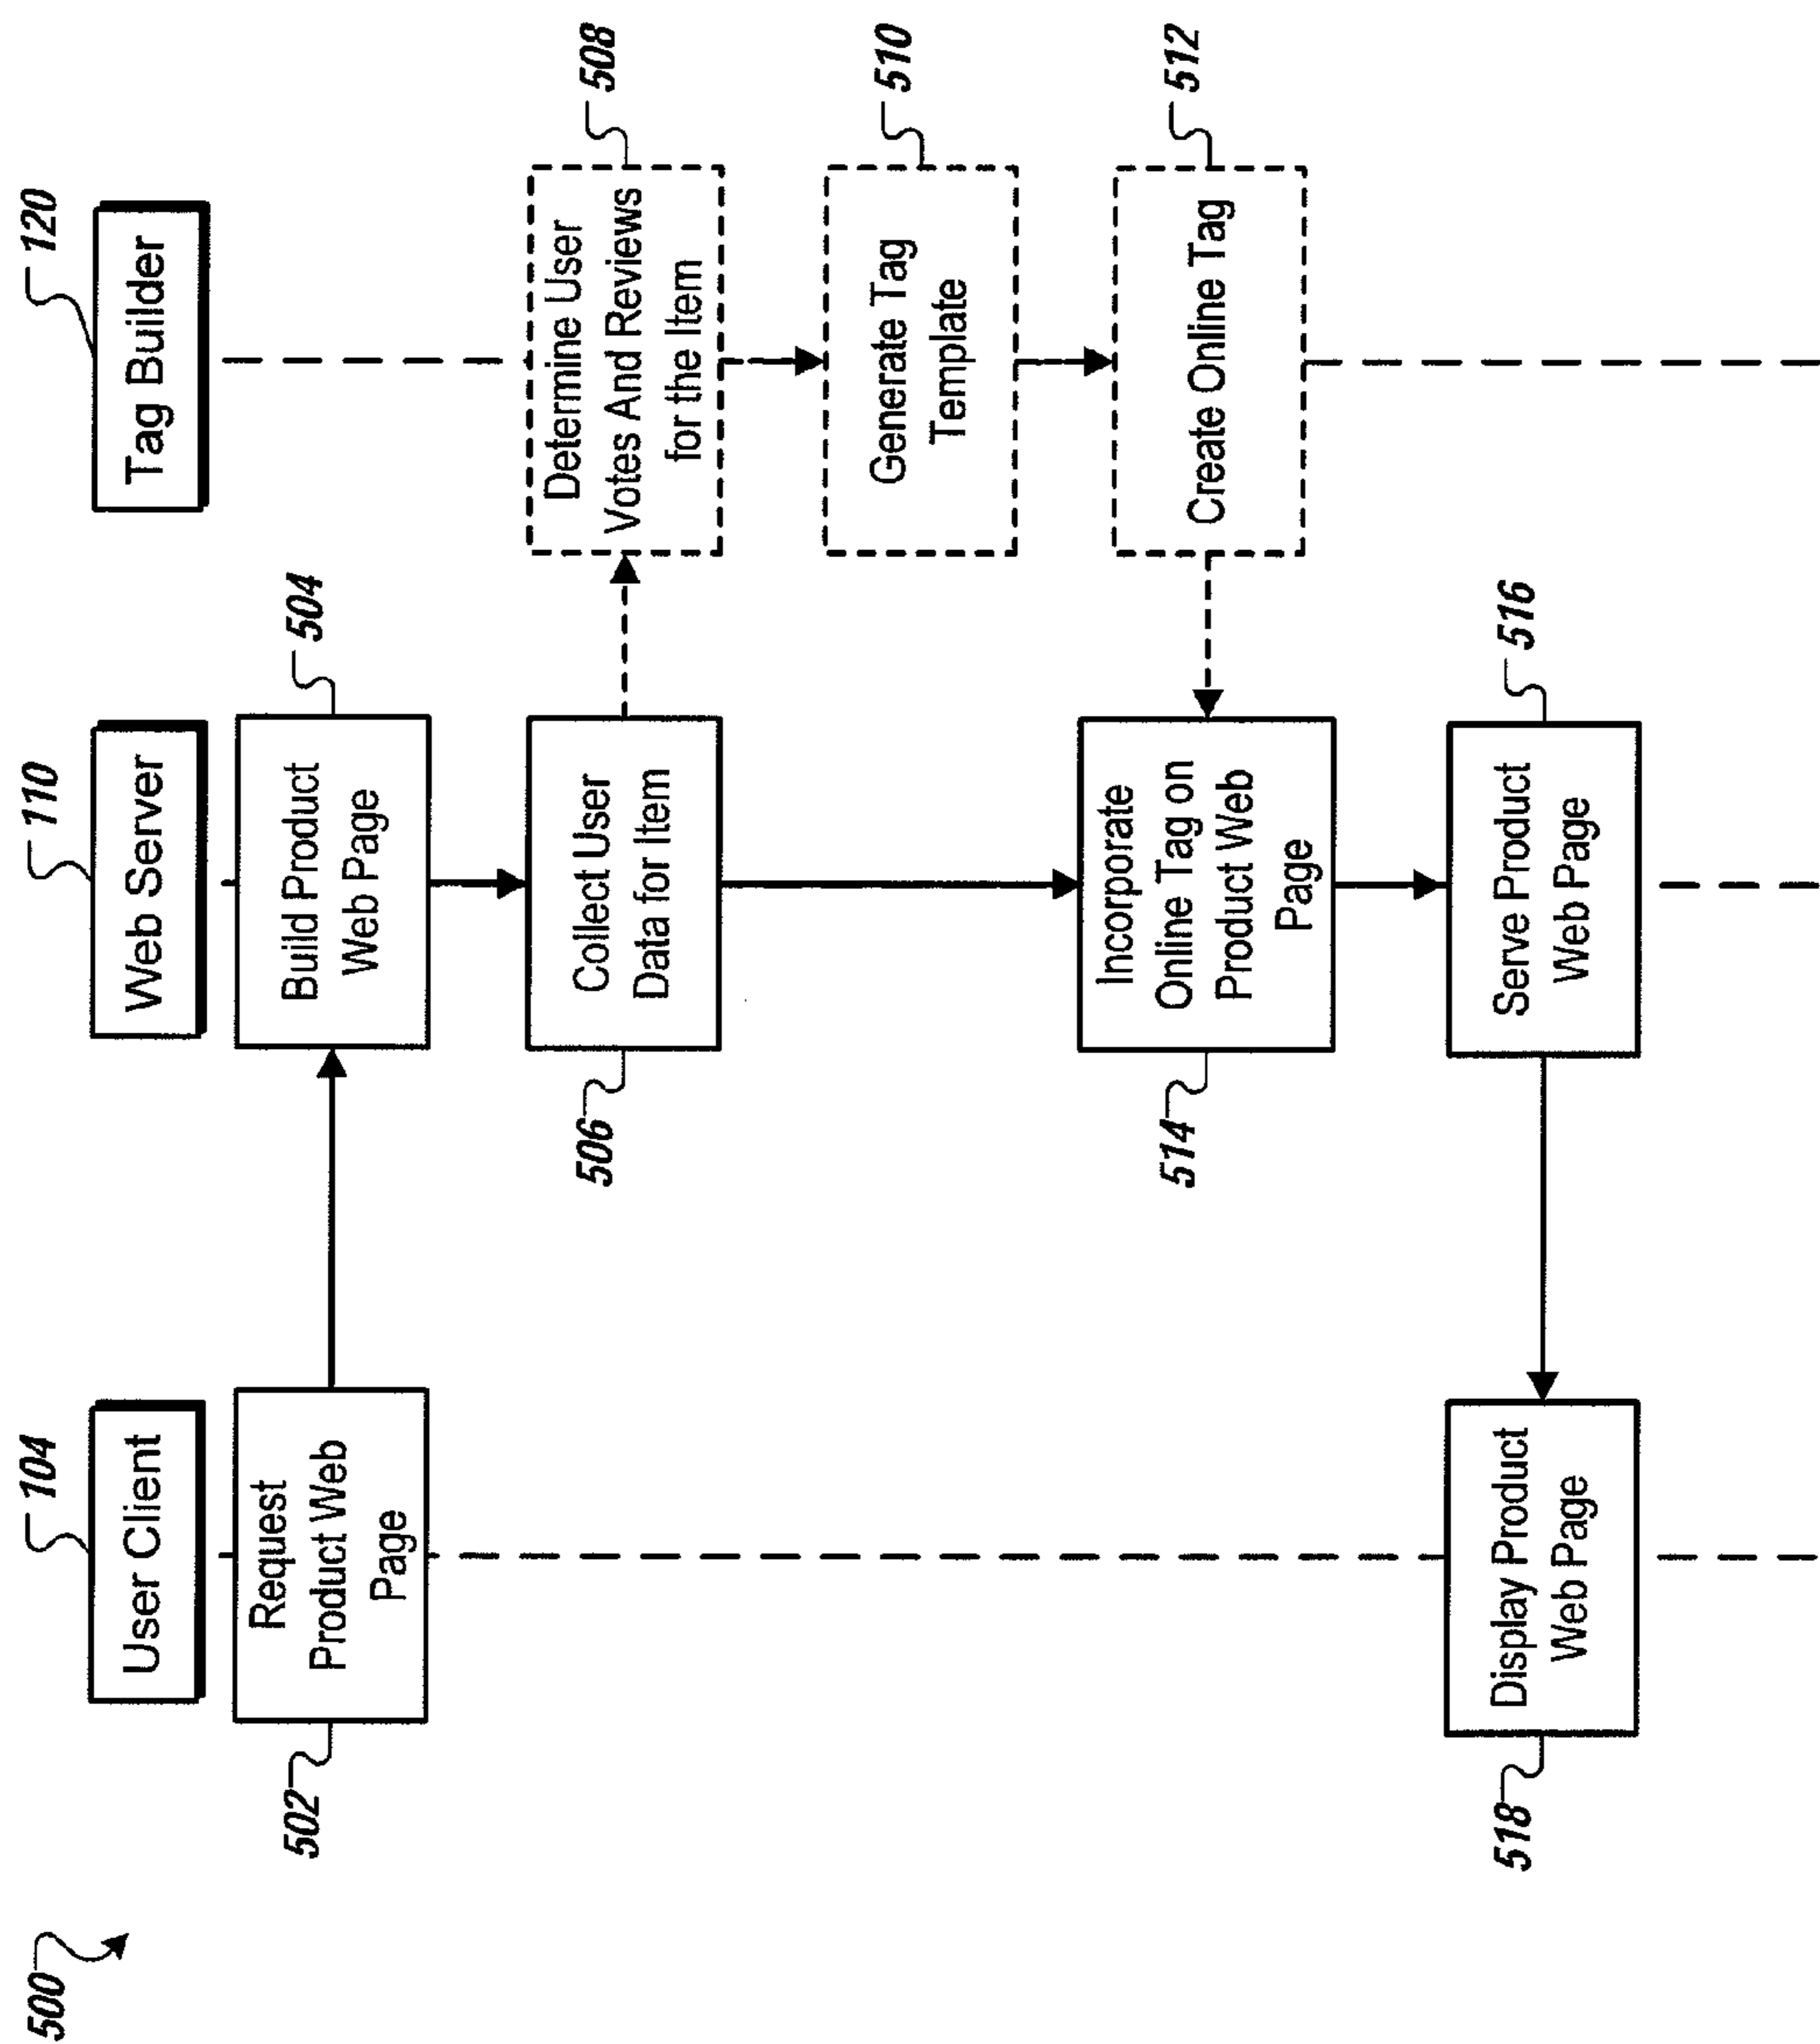 500
104
User Client
110
Web Server
120
Tag Builder
502
Request
Product Web
Page
504
Build Product
Web Page
506
Collect User
Data for Item
508
Determine User
Votes And Reviews
for the Item
510
Generate Tag
Template
512
Create Online Tag
514
Incorporate
Online Tag on
Product Web
Page
516
Serve Product
Web Page
518
Display Product
Web Page